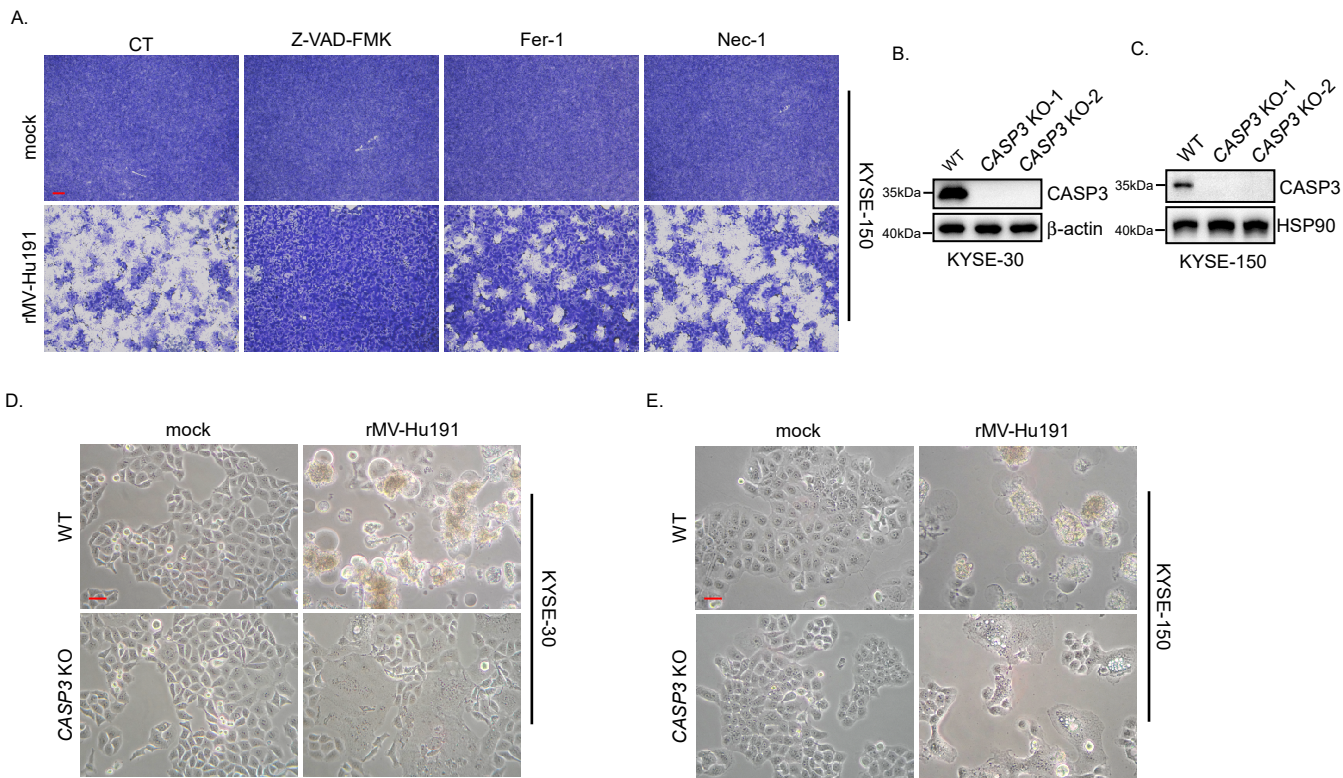 A.
CT
Z-VAD-FMK
Fer-1
Nec-1
mock
rMV-Hu191
KYSE-150
B.
WT
CASP3 KO-1
CASP3 KO-2
35kDa
CASP3
40kDa
β-actin
KYSE-30
C.
WT
CASP3 KO-1
CASP3 KO-2
35kDa
CASP3
40kDa
HSP90
KYSE-150
D.
mock
rMV-Hu191
WT
CASP3 KO
KYSE-30
E.
mock
rMV-Hu191
WT
CASP3 KO
KYSE-150